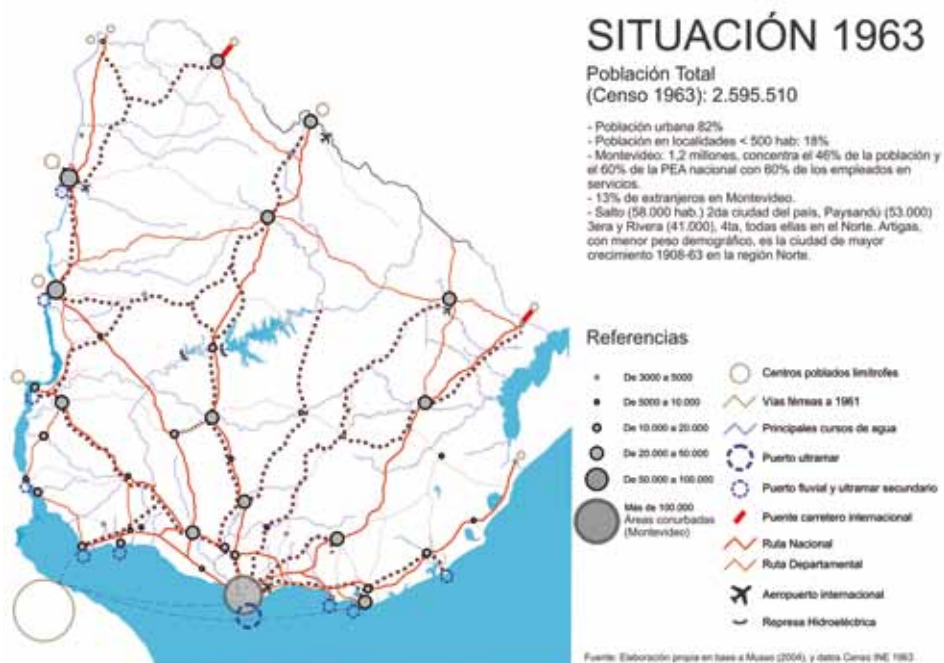 SITUACIÓN 1963
Población Total
(Censo 1963): 2.595.510
- Población urbana 82%
- Población en localidades < 500 hab: 18%
- Montevideo: 1,2 millones, concentra el 46% de la población y
el 60% de la PEA nacional con 60% de los empleados en
servicios.
- 13% de extranjeros en Montevideo.
- Salto (58.000 hab.) 2da ciudad del país, Paysandú (53.000)
3era y Rivera (41.000), 4ta, todas ellas en el Norte. Artigas,
con menor peso demográfico, es la ciudad de mayor
crecimiento 1908-63 en la región Norte.
Referencias
De 3000 a 5000
De 5000 a 10.000
De 10.000 a 20.000
De 20.000 a 50.000
De 50.000 a 100.000
Más de 100.000
Áreas conurbadas
(Montevideo)
Centros poblados limítrofes
Vías férreas a 1961
Principales cursos de agua
Puerto ultramar
Puerto fluvial y ultramar secundario
Puente carretero internacional
Ruta Nacional
Ruta Departamental
Aeropuerto internacional
Represa Hidroeléctrica
Fuente: Elaboración propia en base a Musso (2004), y datos Censo INE 1963